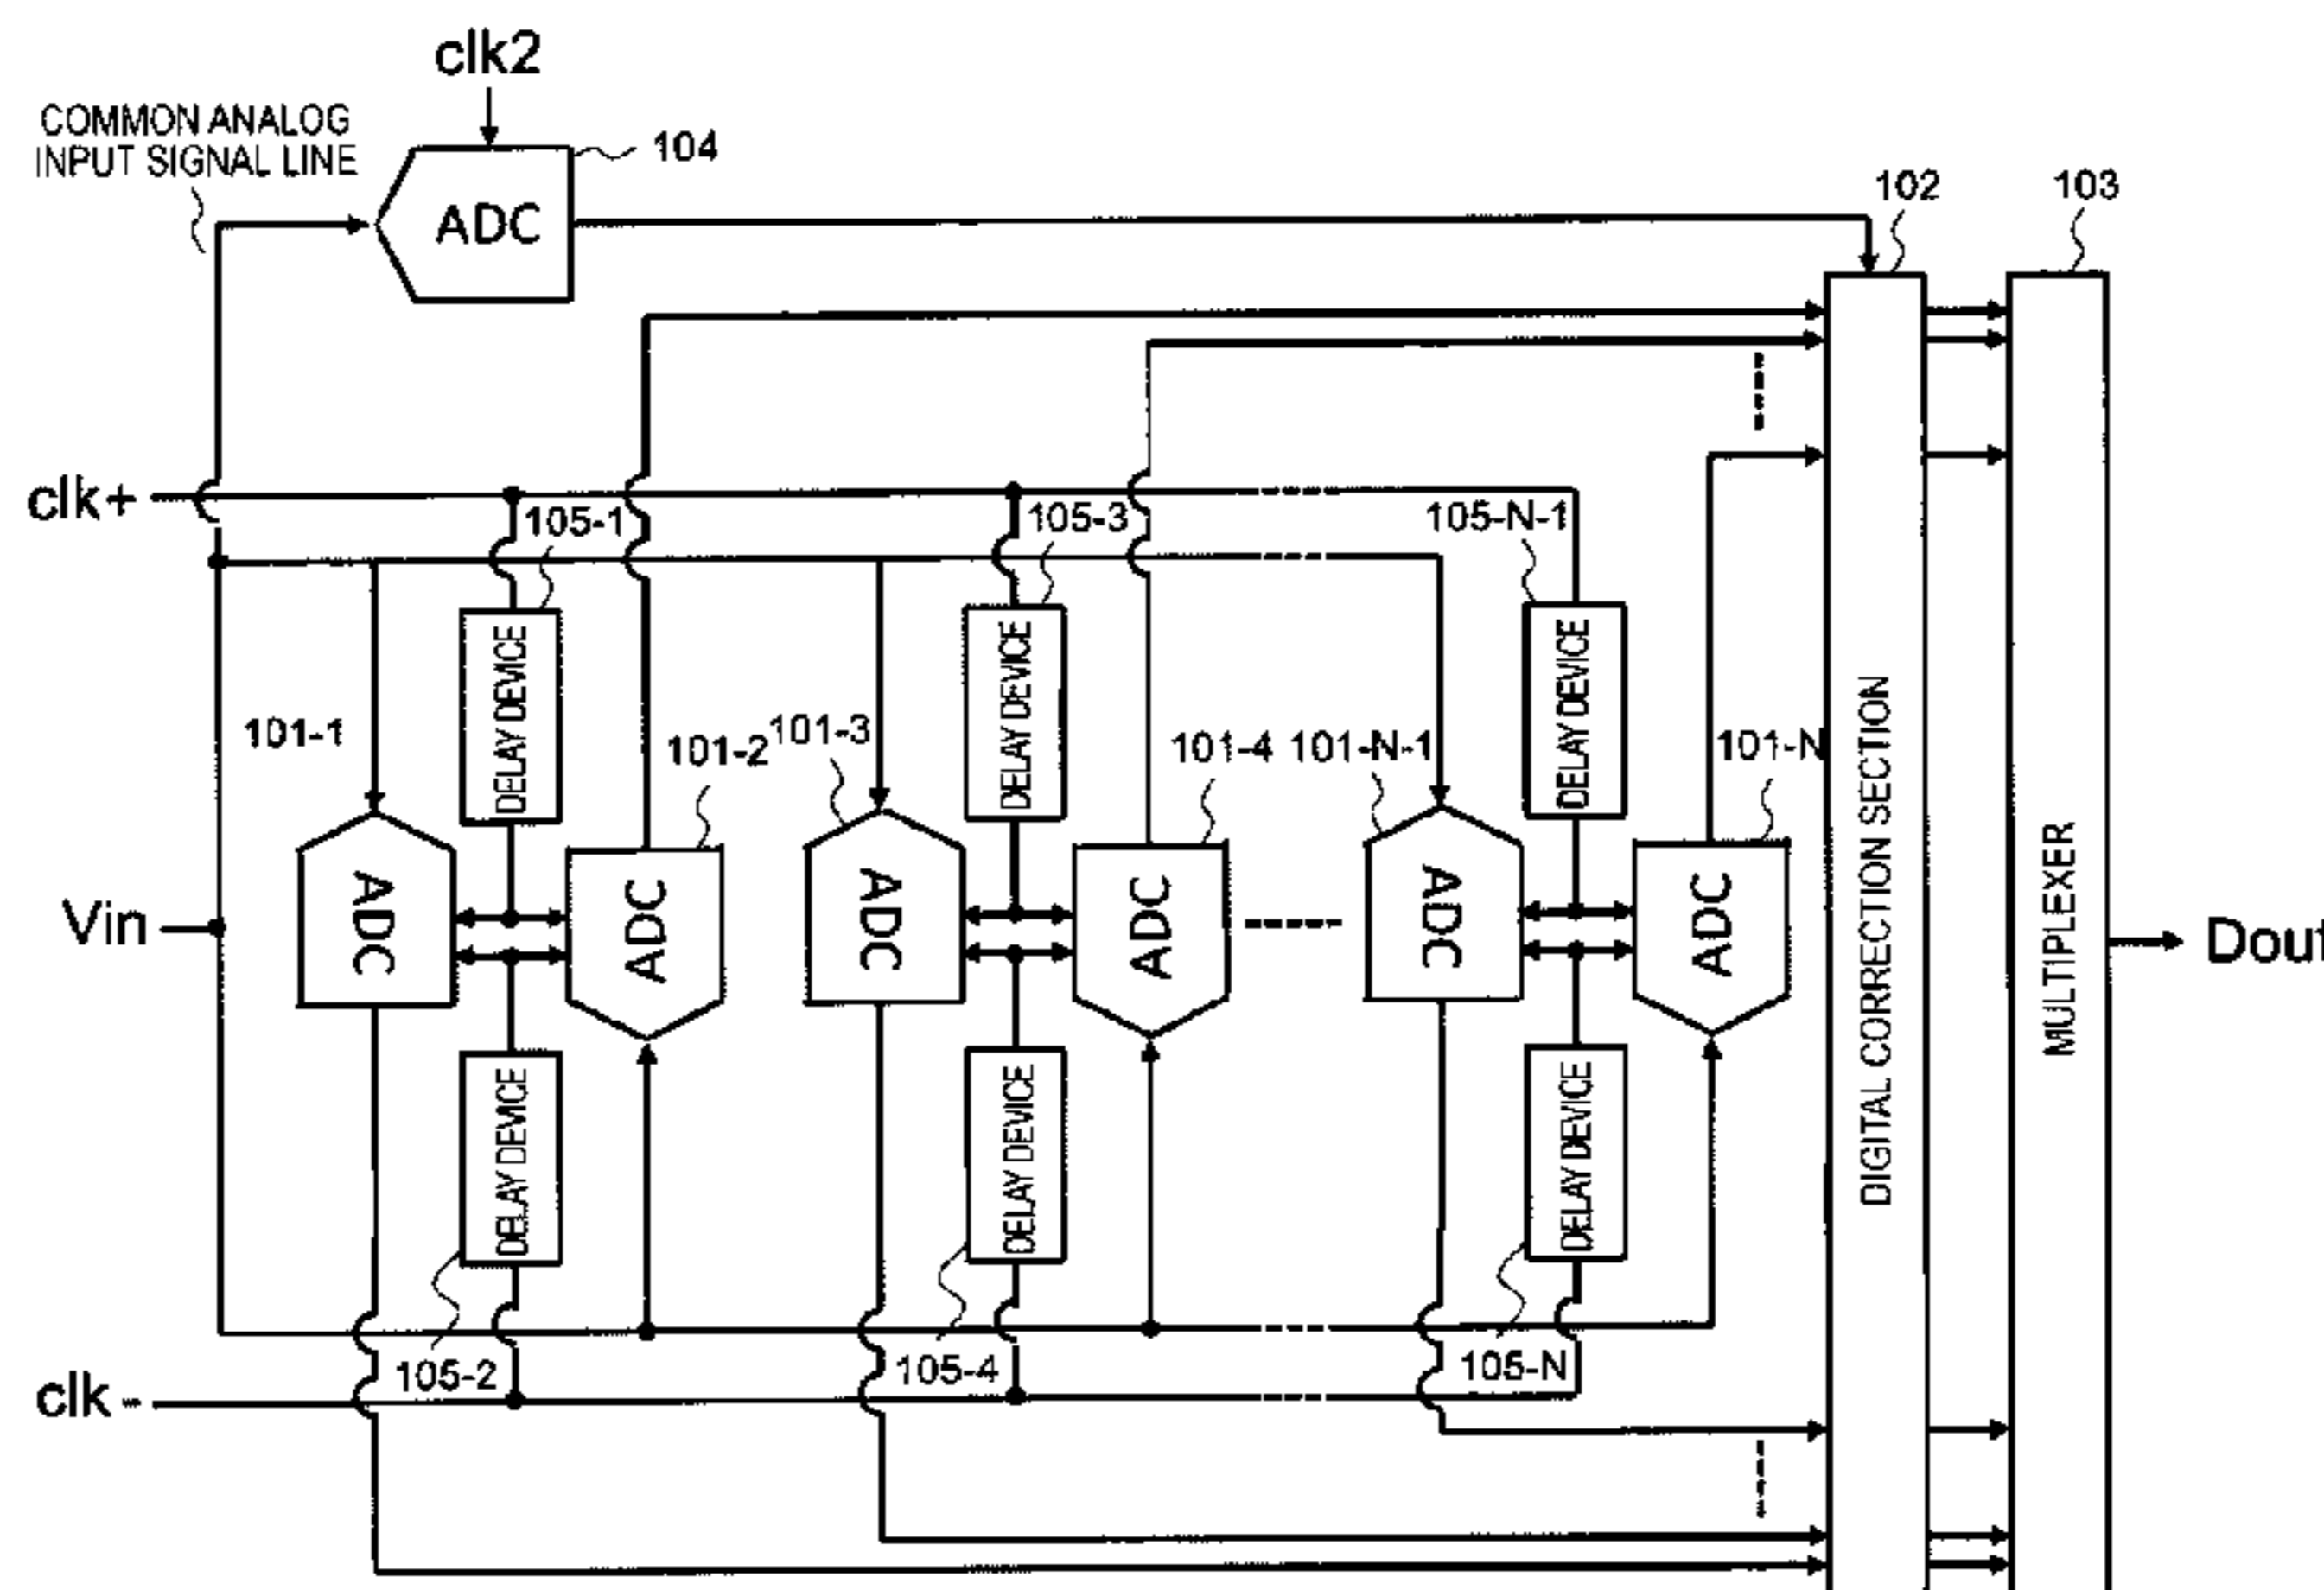 clk2
COMMON ANALOG
INPUT SIGNAL LINE
104
ADC
102
103
clk+
105-1
105-3
105-N-1
DELAY DEVICE
DELAY DEVICE
DELAY DEVICE
101-1
101-2
101-3
101-4
101-N-1
101-N
ADC
ADC
ADC
ADC
ADC
ADC
Vin
Dout
DIGITAL CORRECTION SECTION
MULTIPLEXER
DELAY DEVICE
DELAY DEVICE
DELAY DEVICE
105-2
105-4
105-N
clk-